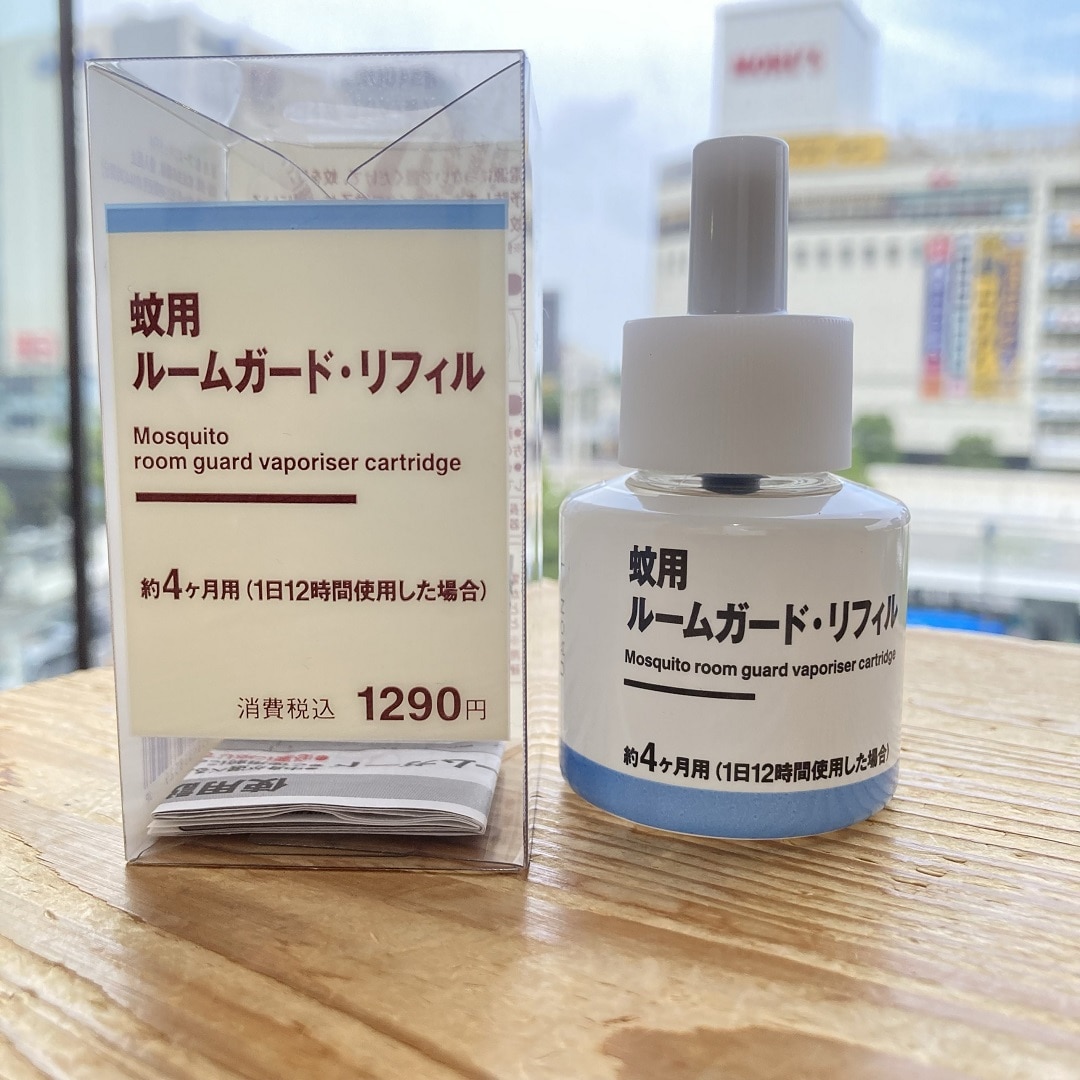 蚊用
ルームガード・リフィル
Mosquito
room guard vaporiser cartridge
約4ヶ月用(1日12時間使用した場合)
消費税込 1290円
蚊用
ルームガード・リフィル
Mosquito room guard vaporiser cartridge
約4ヶ月用(1日12時間使用した場合)